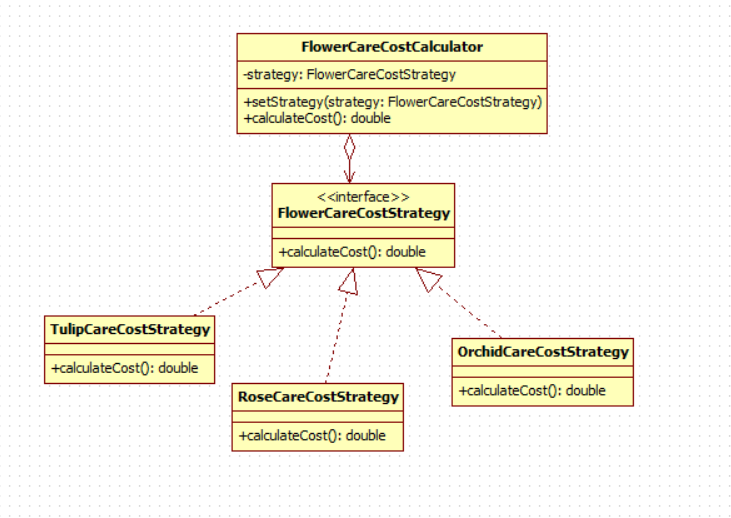 FlowerCareCostCalculator
-strategy: FlowerCareCostStrategy
+setStrategy(strategy: FlowerCareCostStrategy)
+calculateCost(): double
<<interface>>
FlowerCareCostStrategy
+calculateCost(): double
TulipCareCostStrategy
+calculateCost(): double
RoseCareCostStrategy
+calculateCost(): double
OrchidCareCostStrategy
+calculateCost(): double